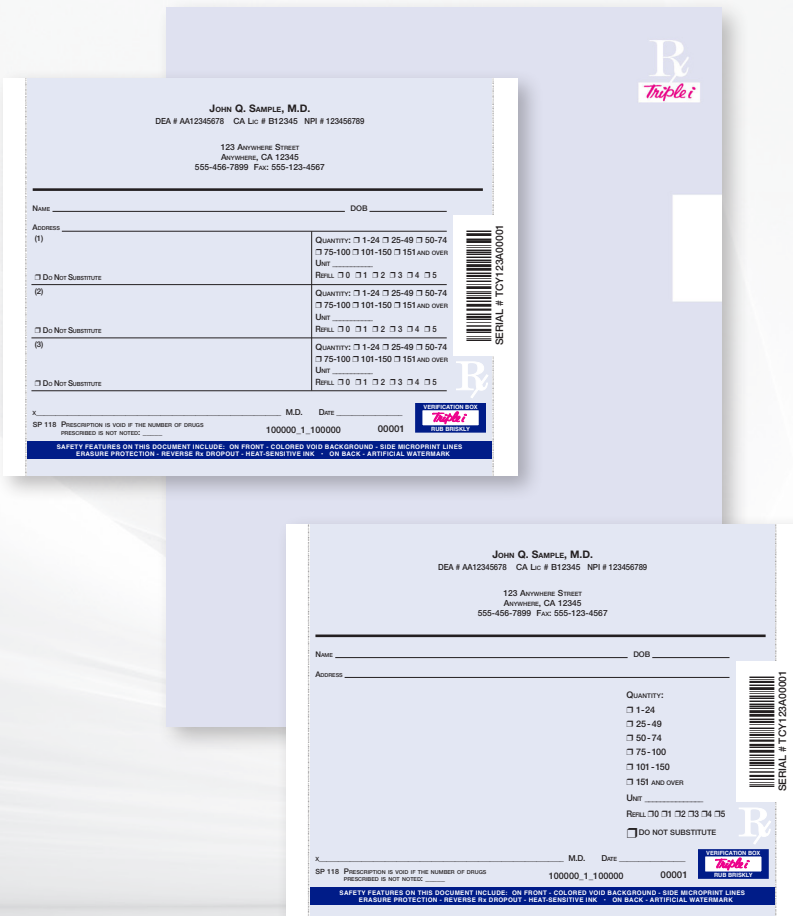 Rx
Triple i
JOHN Q. SAMPLE, M.D.
DEA # AA12345678 CA LIC # B12345 NPI # 123456789
123 ANYWHERE STREET
ANYWHERE, CA 12345
555-456-7899 FAX: 555-123-4567
NAME DOB
ADDRESS
(1)
QUANTITY: ❒ 1-24 ❒ 25-49 ❒ 50-74
❒ 75-100 ❒ 101-150 ❒ 151 AND OVER
UNIT
❒ DO NOT SUBSTITUTE
REFILL ❒ 0 ❒ 1 ❒ 2 ❒ 3 ❒ 4 ❒ 5
(2)
QUANTITY: ❒ 1-24 ❒ 25-49 ❒ 50-74
❒ 75-100 ❒ 101-150 ❒ 151 AND OVER
UNIT
❒ DO NOT SUBSTITUTE
REFILL ❒ 0 ❒ 1 ❒ 2 ❒ 3 ❒ 4 ❒ 5
(3)
QUANTITY: ❒ 1-24 ❒ 25-49 ❒ 50-74
❒ 75-100 ❒ 101-150 ❒ 151 AND OVER
UNIT
❒ DO NOT SUBSTITUTE
REFILL ❒ 0 ❒ 1 ❒ 2 ❒ 3 ❒ 4 ❒ 5
SERIAL # TCY123A00001
Rx
X M.D. DATE
VERIFICATION BOX
Triple i
RUB BRISKLY
SP 118 PRESCRIPTION IS VOID IF THE NUMBER OF DRUGS
PRESCRIBED IS NOT NOTED: _____
100000_1_100000 00001
SAFETY FEATURES ON THIS DOCUMENT INCLUDE: ON FRONT - COLORED VOID BACKGROUND - SIDE MICROPRINT LINES
ERASURE PROTECTION - REVERSE Rx DROPOUT - HEAT-SENSITIVE INK · ON BACK - ARTIFICIAL WATERMARK
JOHN Q. SAMPLE, M.D.
DEA # AA12345678 CA LIC # B12345 NPI # 123456789
123 ANYWHERE STREET
ANYWHERE, CA 12345
555-456-7899 FAX: 555-123-4567
NAME DOB
ADDRESS
QUANTITY:
❒ 1-24
❒ 25-49
❒ 50-74
❒ 75-100
❒ 101-150
❒ 151 AND OVER
UNIT
REFILL ❒0 ❒1 ❒2 ❒3 ❒4 ❒5
❒ DO NOT SUBSTITUTE
SERIAL # TCY123A00001
Rx
X M.D. DATE
VERIFICATION BOX
Triple i
RUB BRISKLY
SP 118 PRESCRIPTION IS VOID IF THE NUMBER OF DRUGS
PRESCRIBED IS NOT NOTED: _____
100000_1_100000 00001
SAFETY FEATURES ON THIS DOCUMENT INCLUDE: ON FRONT - COLORED VOID BACKGROUND - SIDE MICROPRINT LINES
ERASURE PROTECTION - REVERSE Rx DROPOUT - HEAT-SENSITIVE INK · ON BACK - ARTIFICIAL WATERMARK